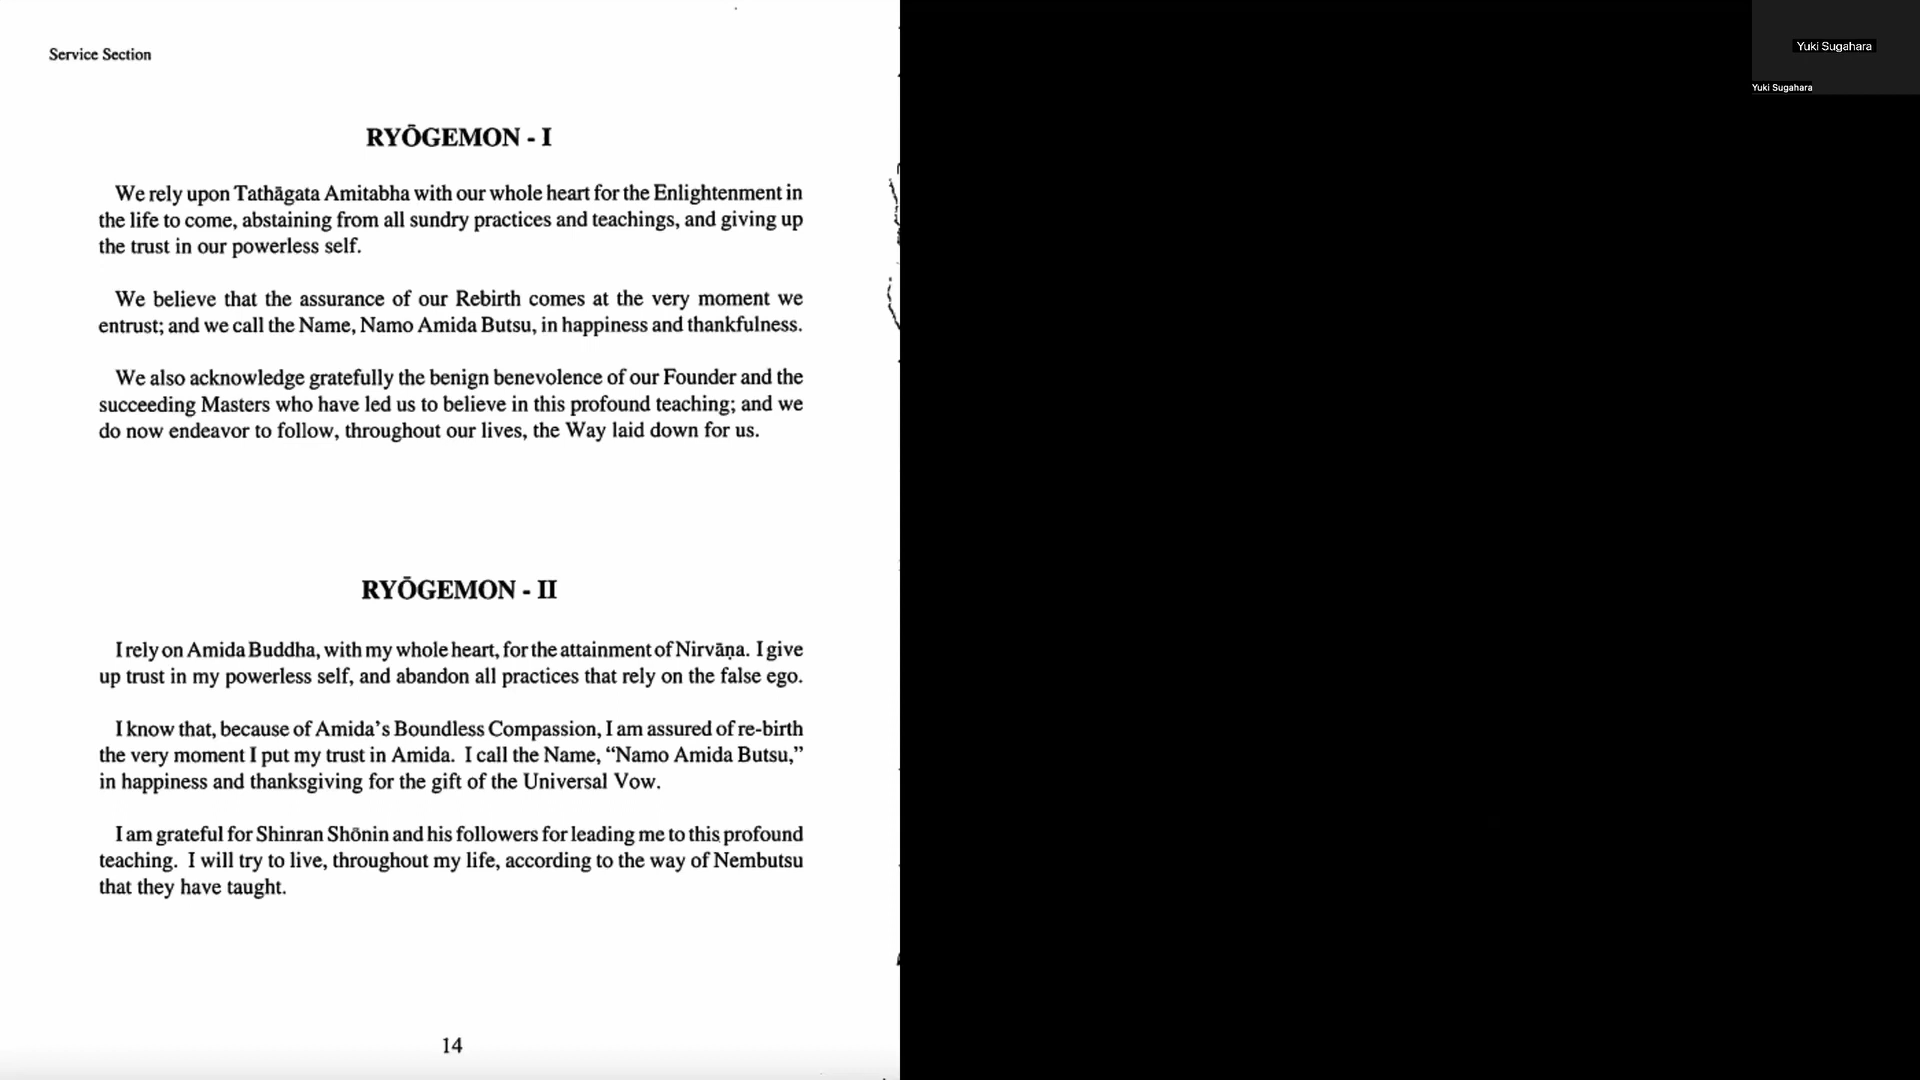 Service Section
RYŌGEMON - I
We rely upon Tathāgata Amitabha with our whole heart for the Enlightenment in
the life to come, abstaining from all sundry practices and teachings, and giving up
the trust in our powerless self.
We believe that the assurance of our Rebirth comes at the very moment we
entrust; and we call the Name, Namo Amida Butsu, in happiness and thankfulness.
We also acknowledge gratefully the benign benevolence of our Founder and the
succeeding Masters who have led us to believe in this profound teaching; and we
do now endeavor to follow, throughout our lives, the Way laid down for us.
RYŌGEMON - II
I rely on Amida Buddha, with my whole heart, for the attainment of Nirvāṇa. I give
up trust in my powerless self, and abandon all practices that rely on the false ego.
I know that, because of Amida's Boundless Compassion, I am assured of re-birth
the very moment I put my trust in Amida. I call the Name, “Namo Amida Butsu,”
in happiness and thanksgiving for the gift of the Universal Vow.
I am grateful for Shinran Shōnin and his followers for leading me to this profound
teaching. I will try to live, throughout my life, according to the way of Nembutsu
that they have taught.
14
Yuki Sugahara
Yuki Sugahara